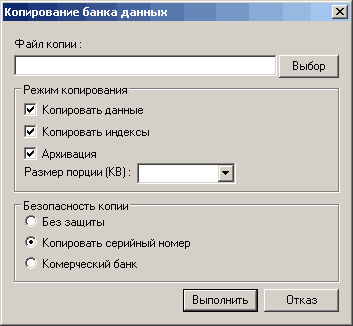 Копирование банка данных
Файл копии :
Выбор
Режим копирования
Копировать данные
Копировать индексы
Архивация
Размер порции (KB) :
Безопасность копии
Без защиты
Копировать серийный номер
Комерческий банк
Выполнить
Отказ